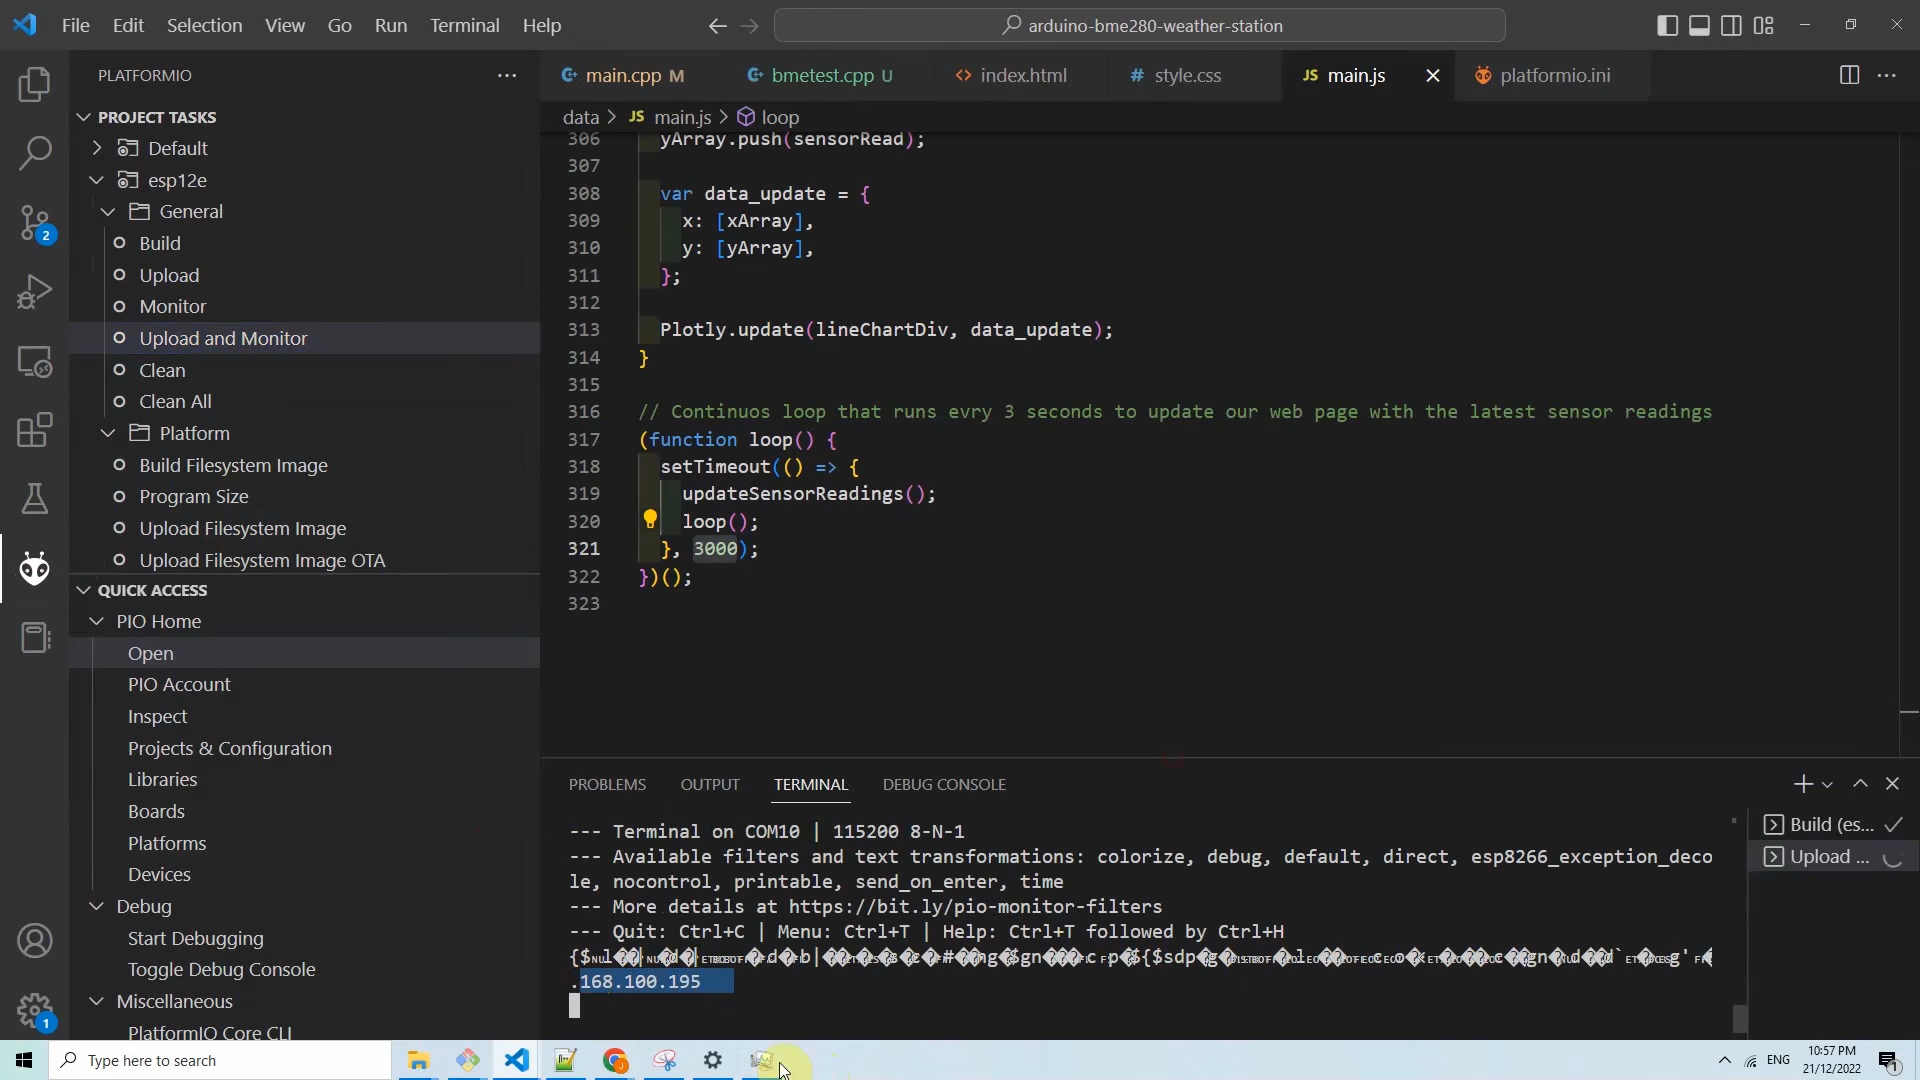 File Edit Selection View Go Run Terminal Help
arduino-bme280-weather-station
PLATFORMIO
PROJECT TASKS
Default
esp12e
General
Build
Upload
Monitor
Upload and Monitor
Clean
Clean All
Platform
Build Filesystem Image
Program Size
Upload Filesystem Image
Upload Filesystem Image OTA
QUICK ACCESS
PIO Home
Open
PIO Account
Inspect
Projects & Configuration
Libraries
Boards
Platforms
Devices
Debug
Start Debugging
Toggle Debug Console
Miscellaneous
PlatformIO Core CLI
2
1
main.cpp M bmetest.cpp U index.html # style.css JS main.js platformio.ini
data > JS main.js > loop
306 yArray.push(sensorRead);
307
308 var data_update = {
309 x: [xArray],
310 y: [yArray],
311 };
312
313 Plotly.update(lineChartDiv, data_update);
314 }
315
316 // Continuos loop that runs evry 3 seconds to update our web page with the latest sensor readings
317 (function loop() {
318 setTimeout(() => {
319 updateSensorReadings();
320 loop();
321 }, 3000);
322 })();
323
PROBLEMS OUTPUT TERMINAL DEBUG CONSOLE
--- Terminal on COM10 | 115200 8-N-1
--- Available filters and text transformations: colorize, debug, default, direct, esp8266_exception_deco
le, nocontrol, printable, send_on_enter, time
--- More details at https://bit.ly/pio-monitor-filters
--- Quit: Ctrl+C | Menu: Ctrl+T | Help: Ctrl+T followed by Ctrl+H
.168.100.195
Build (es...
Upload ...
Type here to search
ENG
10:57 PM
21/12/2022
1